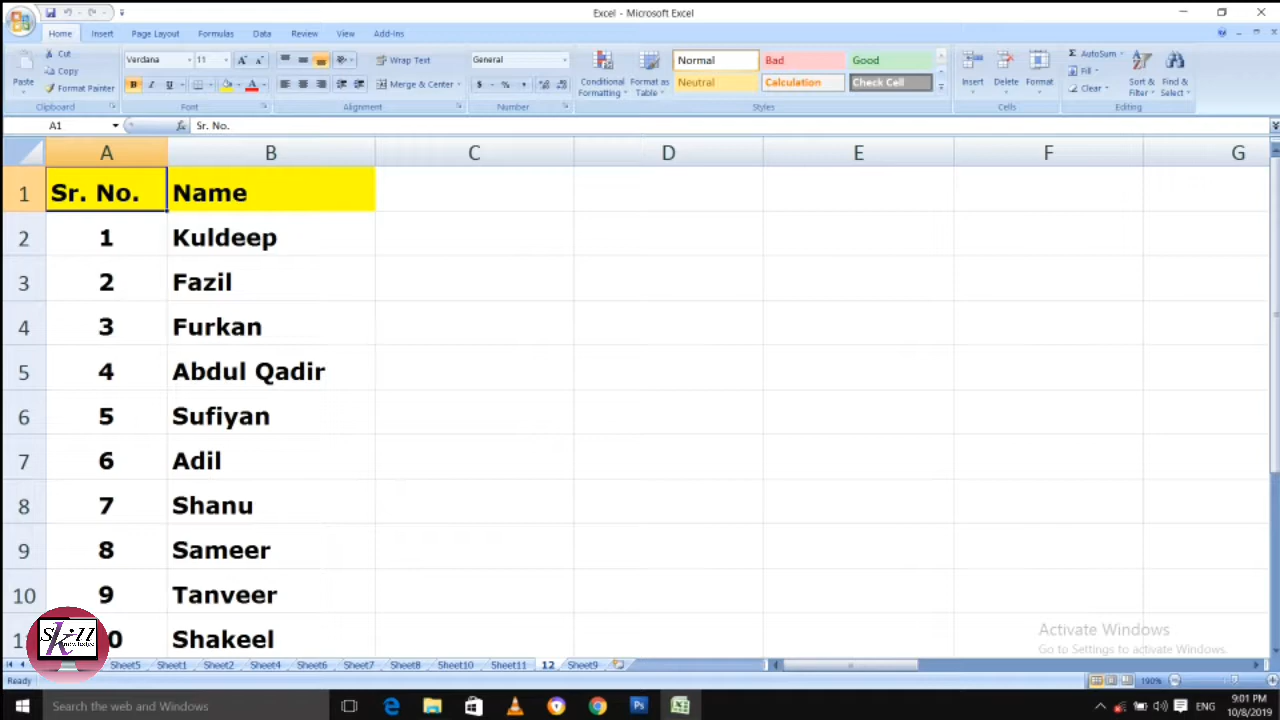 Excel - Microsoft Excel
Home Insert Page Layout Formulas Data Review View Add-Ins
Cut
Copy
Format Painter
Paste
Clipboard
Verdana 11
Font
Wrap Text
Merge & Center
Alignment
General
Number
Conditional Formatting
Format as Table
Normal Bad Good
Neutral Calculation Check Cell
Styles
Insert Delete Format
Cells
AutoSum
Fill
Clear
Sort & Filter
Find & Select
Editing
A1 fx Sr. No.
A B C D E F G
1 Sr. No. Name
2 1 Kuldeep
3 2 Fazil
4 3 Furkan
5 4 Abdul Qadir
6 5 Sufiyan
7 6 Adil
8 7 Shanu
9 8 Sameer
10 9 Tanveer
Shakeel
Skill
Knowledge
Activate Windows
Go to Settings to activate Windows.
Sheet5 Sheet1 Sheet2 Sheet4 Sheet6 Sheet7 Sheet8 Sheet10 Sheet11 12 Sheet9
Ready 190%
Search the web and Windows
ENG
9:01 PM
10/8/2019